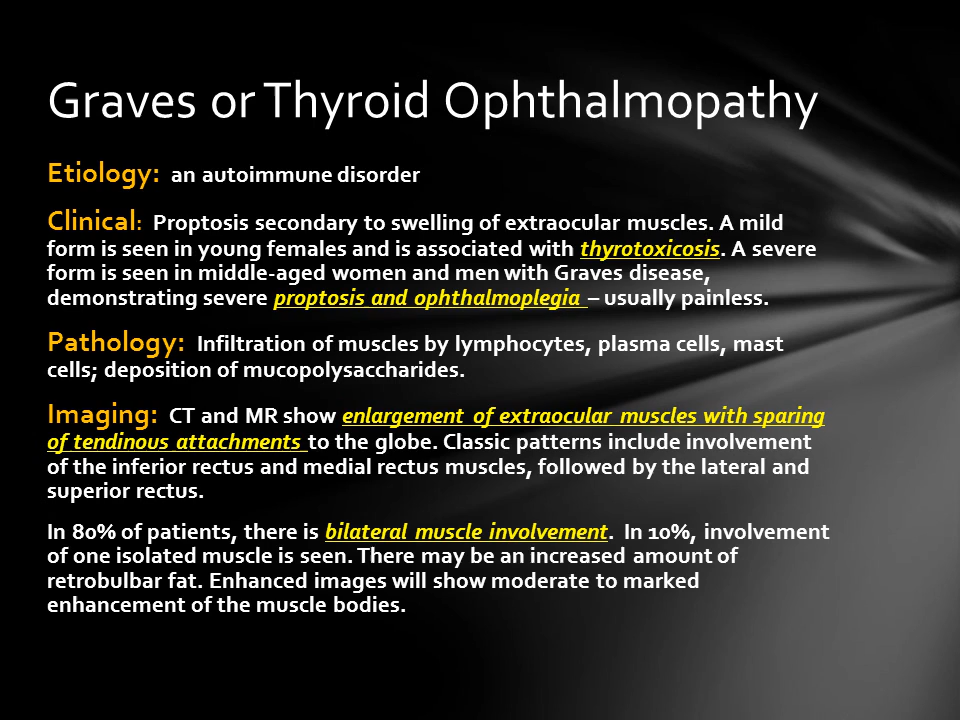 Graves or Thyroid Ophthalmopathy
Etiology: an autoimmune disorder
Clinical: Proptosis secondary to swelling of extraocular muscles. A mild
form is seen in young females and is associated with thyrotoxicosis. A severe
form is seen in middle-aged women and men with Graves disease,
demonstrating severe proptosis and ophthalmoplegia – usually painless.
Pathology: Infiltration of muscles by lymphocytes, plasma cells, mast
cells; deposition of mucopolysaccharides.
Imaging: CT and MR show enlargement of extraocular muscles with sparing
of tendinous attachments to the globe. Classic patterns include involvement
of the inferior rectus and medial rectus muscles, followed by the lateral and
superior rectus.
In 80% of patients, there is bilateral muscle involvement. In 10%, involvement
of one isolated muscle is seen. There may be an increased amount of
retrobulbar fat. Enhanced images will show moderate to marked
enhancement of the muscle bodies.